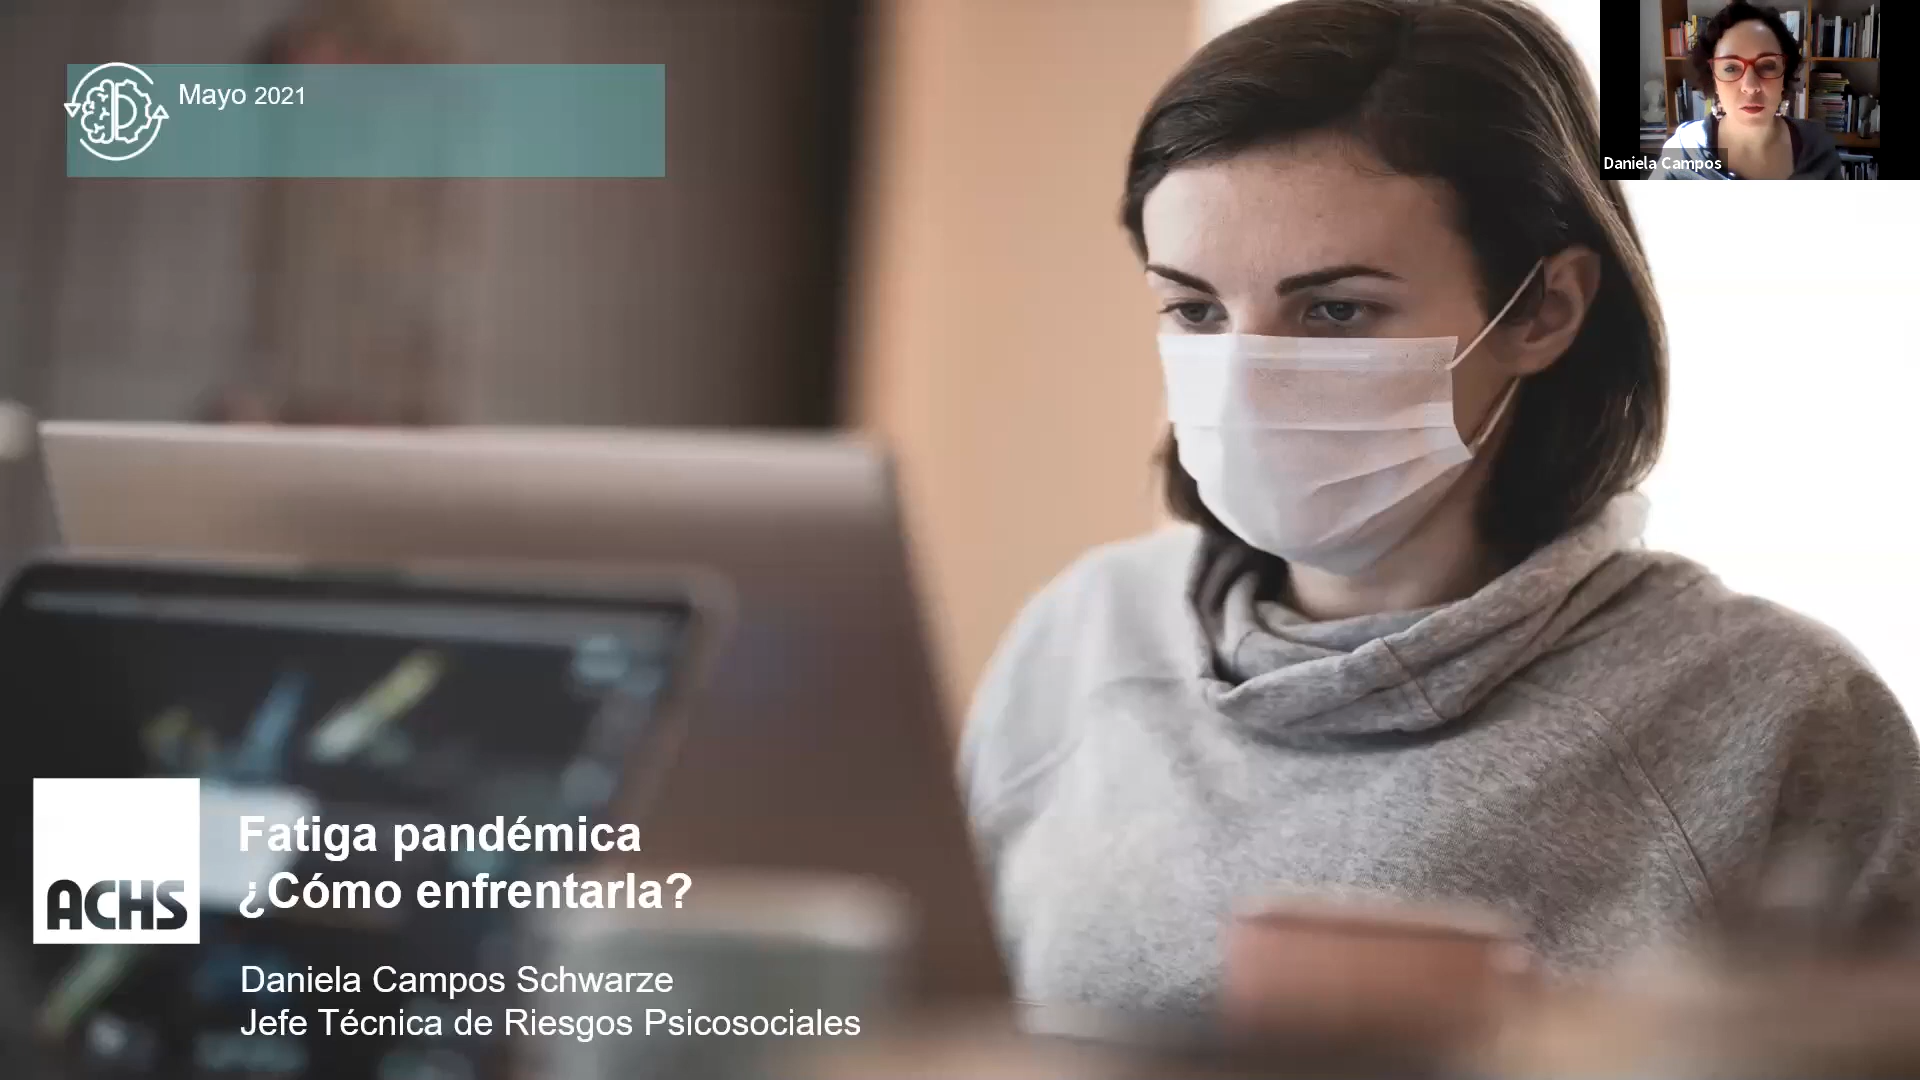 Mayo 2021
Daniela Campos
ACHS
Fatiga pandémica
¿Cómo enfrentarla?
Daniela Campos Schwarze
Jefe Técnica de Riesgos Psicosociales